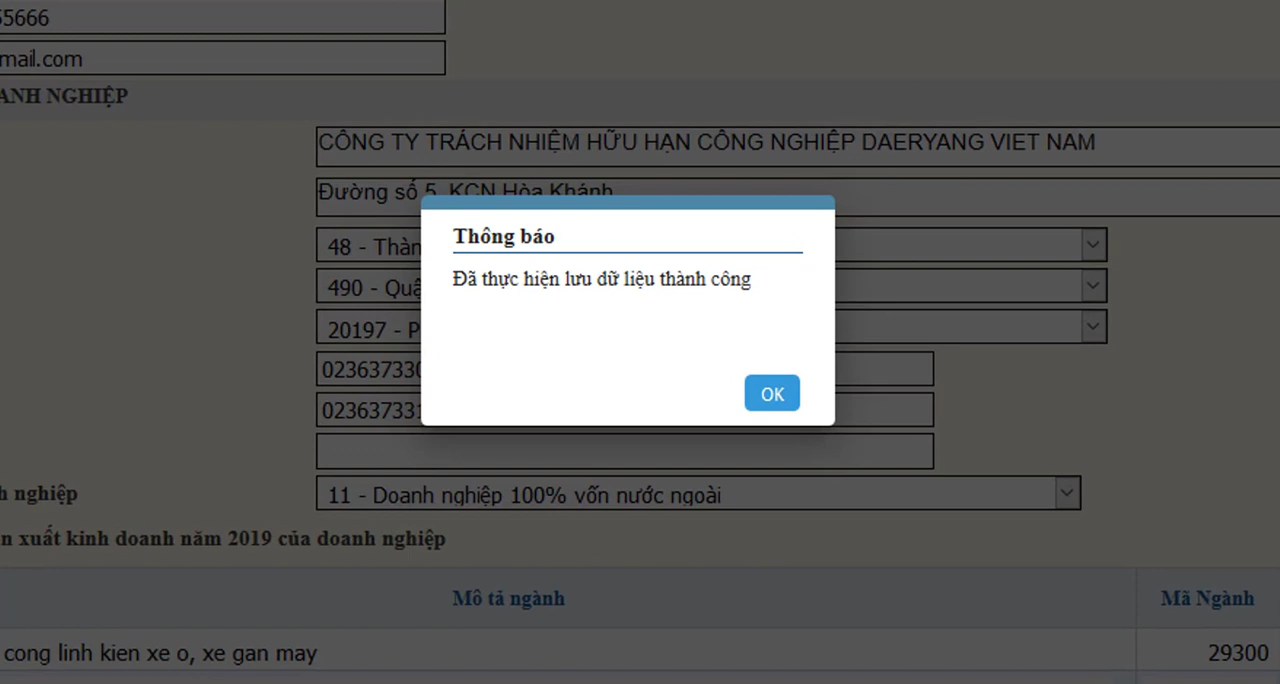 55666
mail.com
ANH NGHIỆP
CÔNG TY TRÁCH NHIỆM HỮU HẠN CÔNG NGHIỆP DAERYANG VIET NAM
Đường số 5, KCN Hòa Khánh
Thông báo
48 - Thàn
Đã thực hiện lưu dữ liệu thành công
490 - Quậ
20197 - P
023637330
OK
023637331
h nghiệp
11 - Doanh nghiệp 100% vốn nước ngoài
n xuất kinh doanh năm 2019 của doanh nghiệp
Mô tả ngành
Mã Ngành
cong linh kien xe o, xe gan may
29300